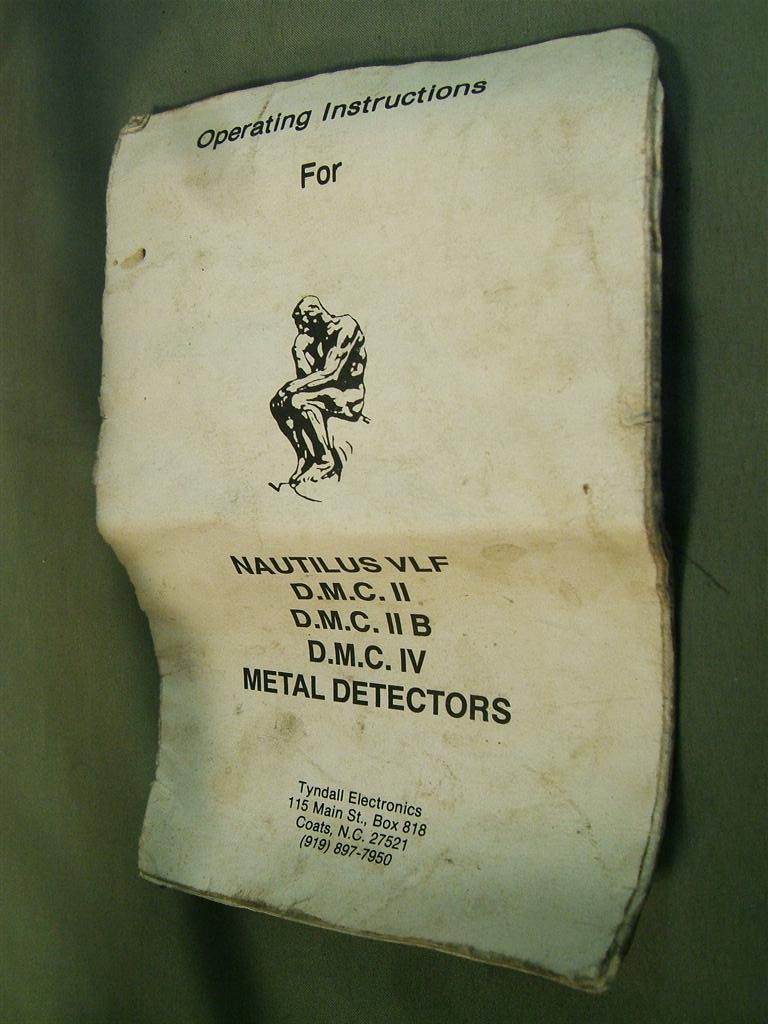 Operating Instructions
For
NAUTILUS VLF
D.M.C. II
D.M.C. II B
D.M.C. IV
METAL DETECTORS
Tyndall Electronics
115 Main St., Box 818
Coats, N.C. 27521
(919) 897-7950